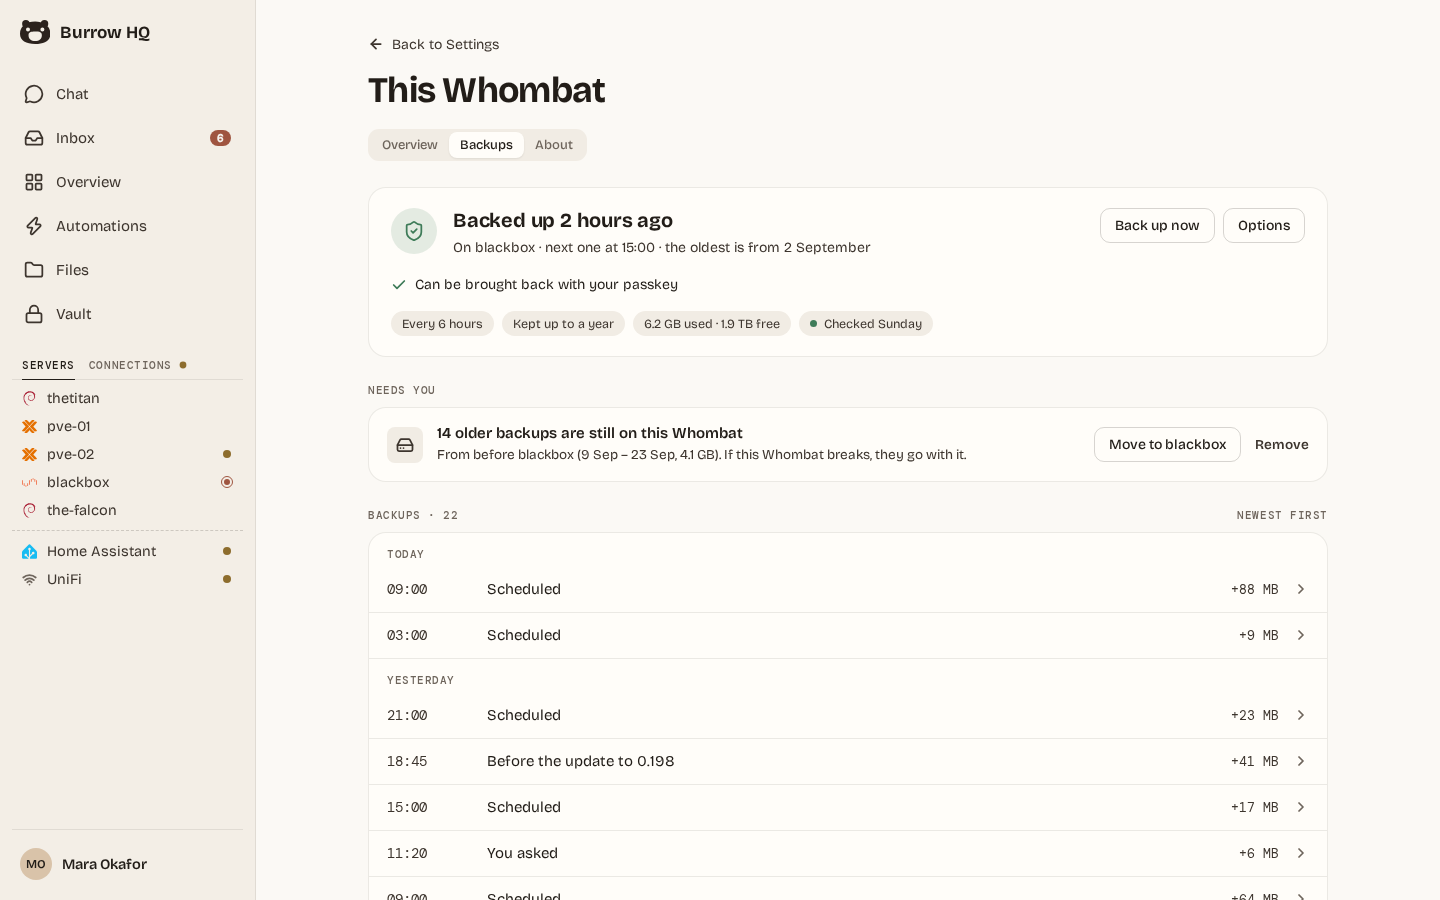 Burrow HQ
Chat
Inbox
6
Overview
Automations
Files
Vault
SERVERS
CONNECTIONS
thetitan
pve-01
pve-02
blackbox
the-falcon
Home Assistant
UniFi
MO
Mara Okafor
Back to Settings
This Whombat
Overview
Backups
About
Backed up 2 hours ago
On blackbox · next one at 15:00 · the oldest is from 2 September
Back up now
Options
Can be brought back with your passkey
Every 6 hours
Kept up to a year
6.2 GB used · 1.9 TB free
Checked Sunday
NEEDS YOU
14 older backups are still on this Whombat
From before blackbox (9 Sep – 23 Sep, 4.1 GB). If this Whombat breaks, they go with it.
Move to blackbox
Remove
BACKUPS · 22
NEWEST FIRST
TODAY
09:00 Scheduled +88 MB
03:00 Scheduled +9 MB
YESTERDAY
21:00 Scheduled +23 MB
18:45 Before the update to 0.198 +41 MB
15:00 Scheduled +17 MB
11:20 You asked +6 MB
09:00 Scheduled +64 MB